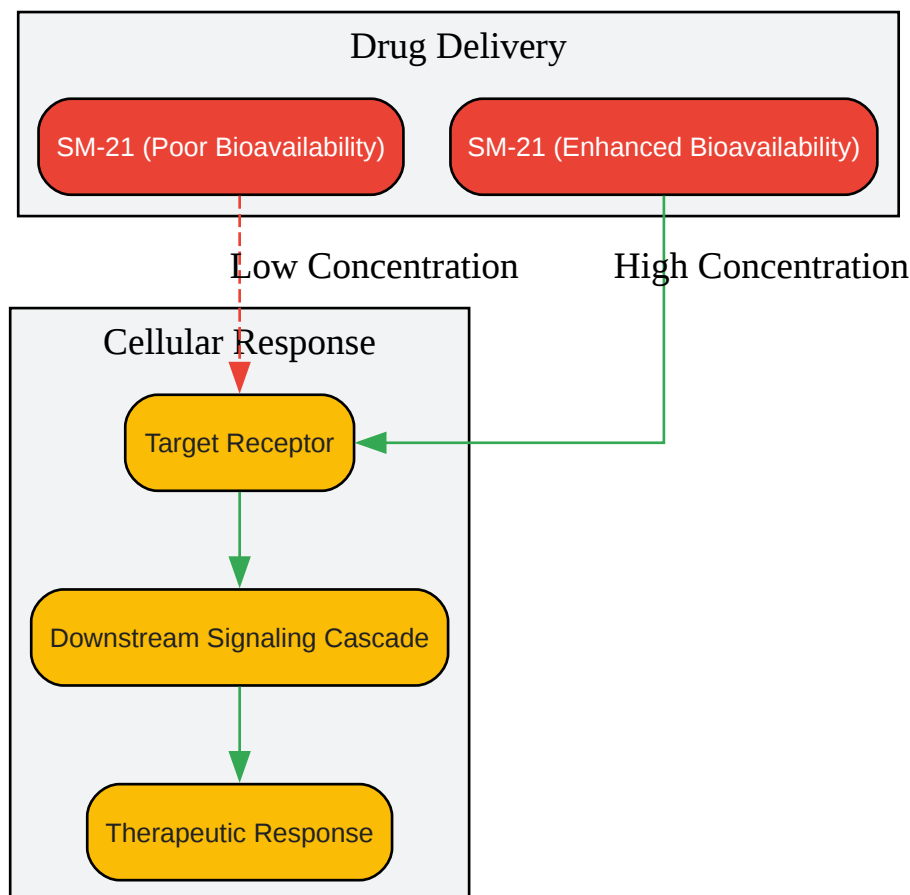 Drug Delivery
SM-21 (Poor Bioavailability)
SM-21 (Enhanced Bioavailability)
Low Concentration
High Concentration
Cellular Response
Target Receptor
Downstream Signaling Cascade
Therapeutic Response